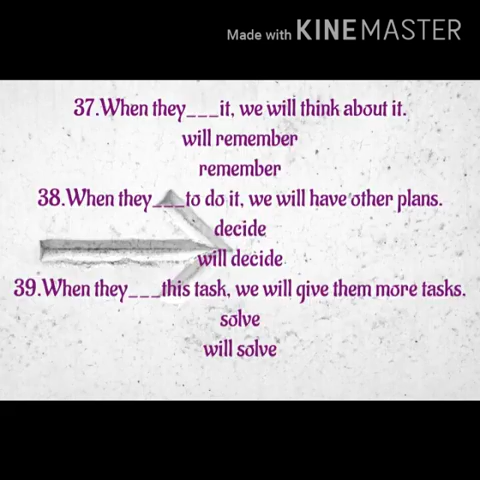 Made with KINEMASTER
37.When they___it, we will think about it.
will remember
remember
38.When they___to do it, we will have other plans.
decide
will decide
39.When they___this task, we will give them more tasks.
solve
will solve